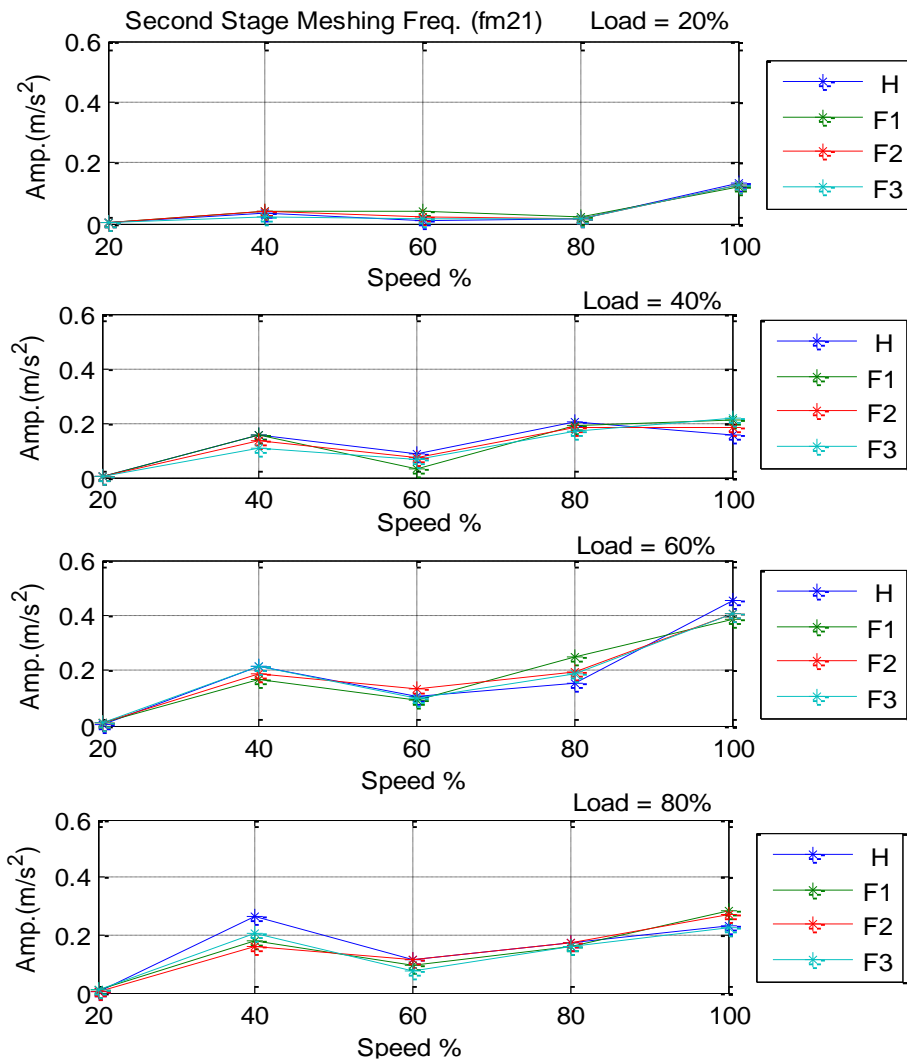 Second Stage Meshing Freq. (fm21) Load = 20%
0.6
0.4
0.2
0
Amp.(m/s2)
20 40 60 80 100
Speed %
H
F1
F2
F3
Load = 40%
0.6
0.4
0.2
0
Amp.(m/s2)
20 40 60 80 100
Speed %
H
F1
F2
F3
Load = 60%
0.6
0.4
0.2
0
Amp.(m/s2)
20 40 60 80 100
Speed %
H
F1
F2
F3
Load = 80%
0.6
0.4
0.2
0
Amp.(m/s2)
20 40 60 80 100
Speed %
H
F1
F2
F3